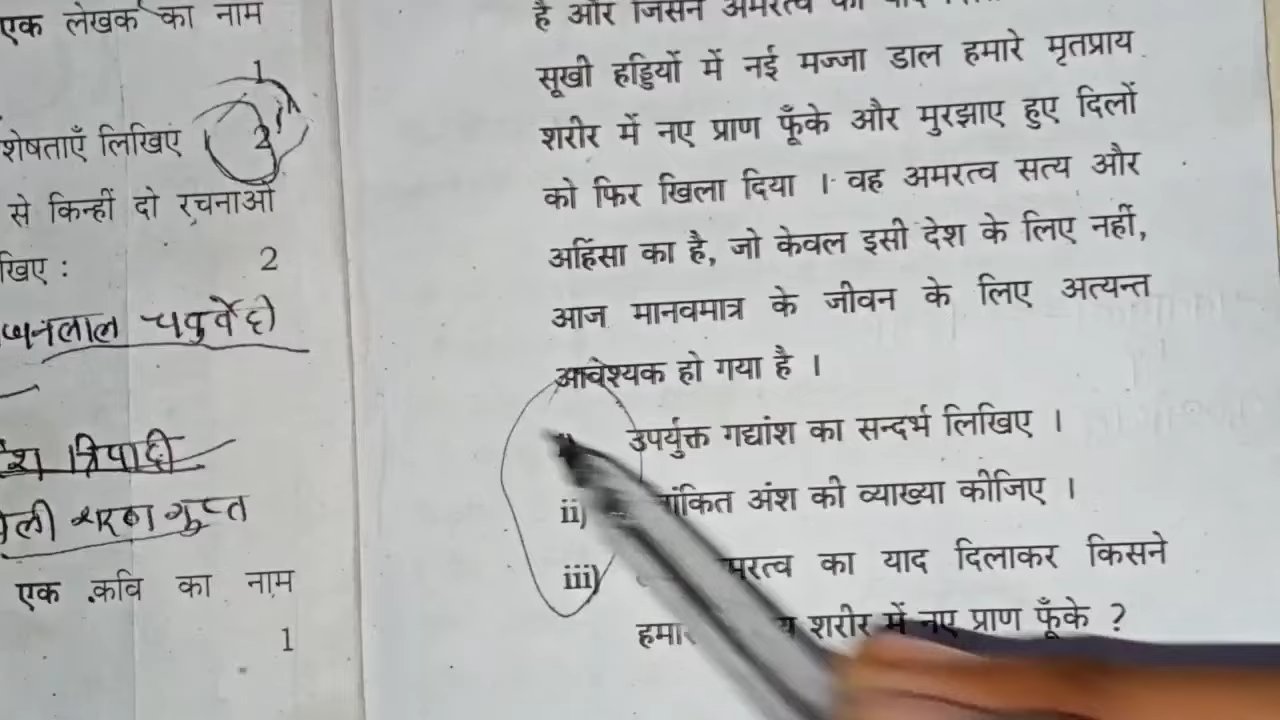 एक लेखक का नाम
1
लिखिए 2
से किन्हीं दो रचनाओं
2
चतुर्वेदी
त्रिपाठी
शरण गुप्त
एक कवि का नाम
1
है और जिसने अमरत्व
सूखी हड्डियों में नई मज्जा डाल हमारे मृतप्राय
शरीर में नए प्राण फूँके और मुरझाए हुए दिलों
को फिर खिला दिया । वह अमरत्व सत्य और
अहिंसा का है, जो केवल इसी देश के लिए नहीं,
आज मानवमात्र के जीवन के लिए अत्यन्त
आवश्यक हो गया है ।
उपर्युक्त गद्यांश का सन्दर्भ लिखिए ।
ii) अंश की व्याख्या कीजिए ।
iii) का याद दिलाकर किसने
शरीर में नए प्राण फूँके ?